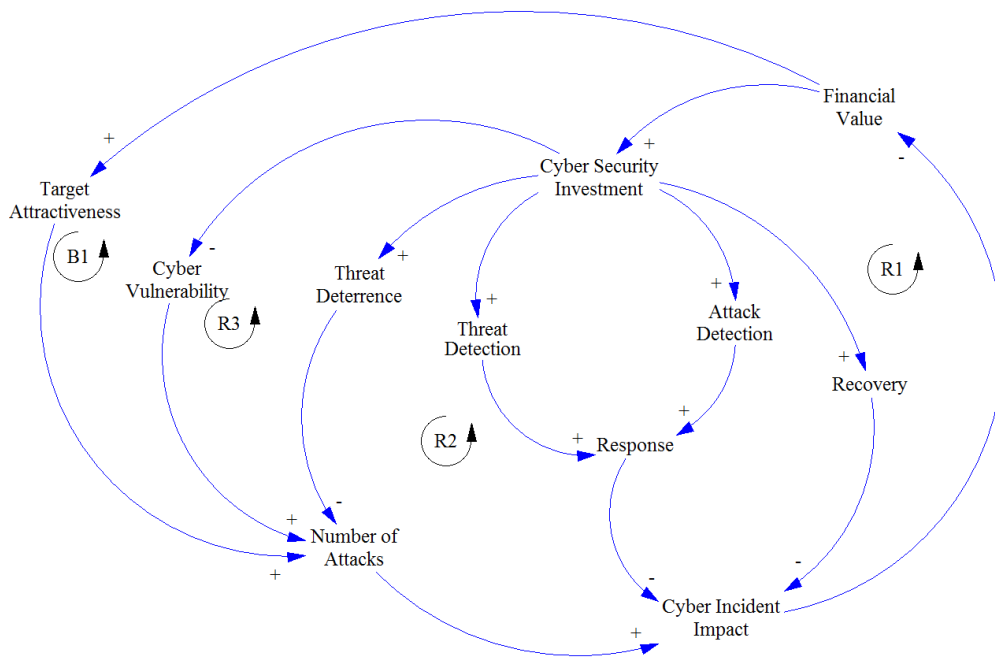 Financial
Value
+
+
-
Cyber Security
Investment
Target
Attractiveness
B1
-
Cyber
Vulnerability
R3
+
Threat
Deterrence
+
Threat
Detection
+
Attack
Detection
R1
+
Recovery
R2
+
+
Response
-
+
Number of
Attacks
+
-
-
Cyber Incident
Impact
+